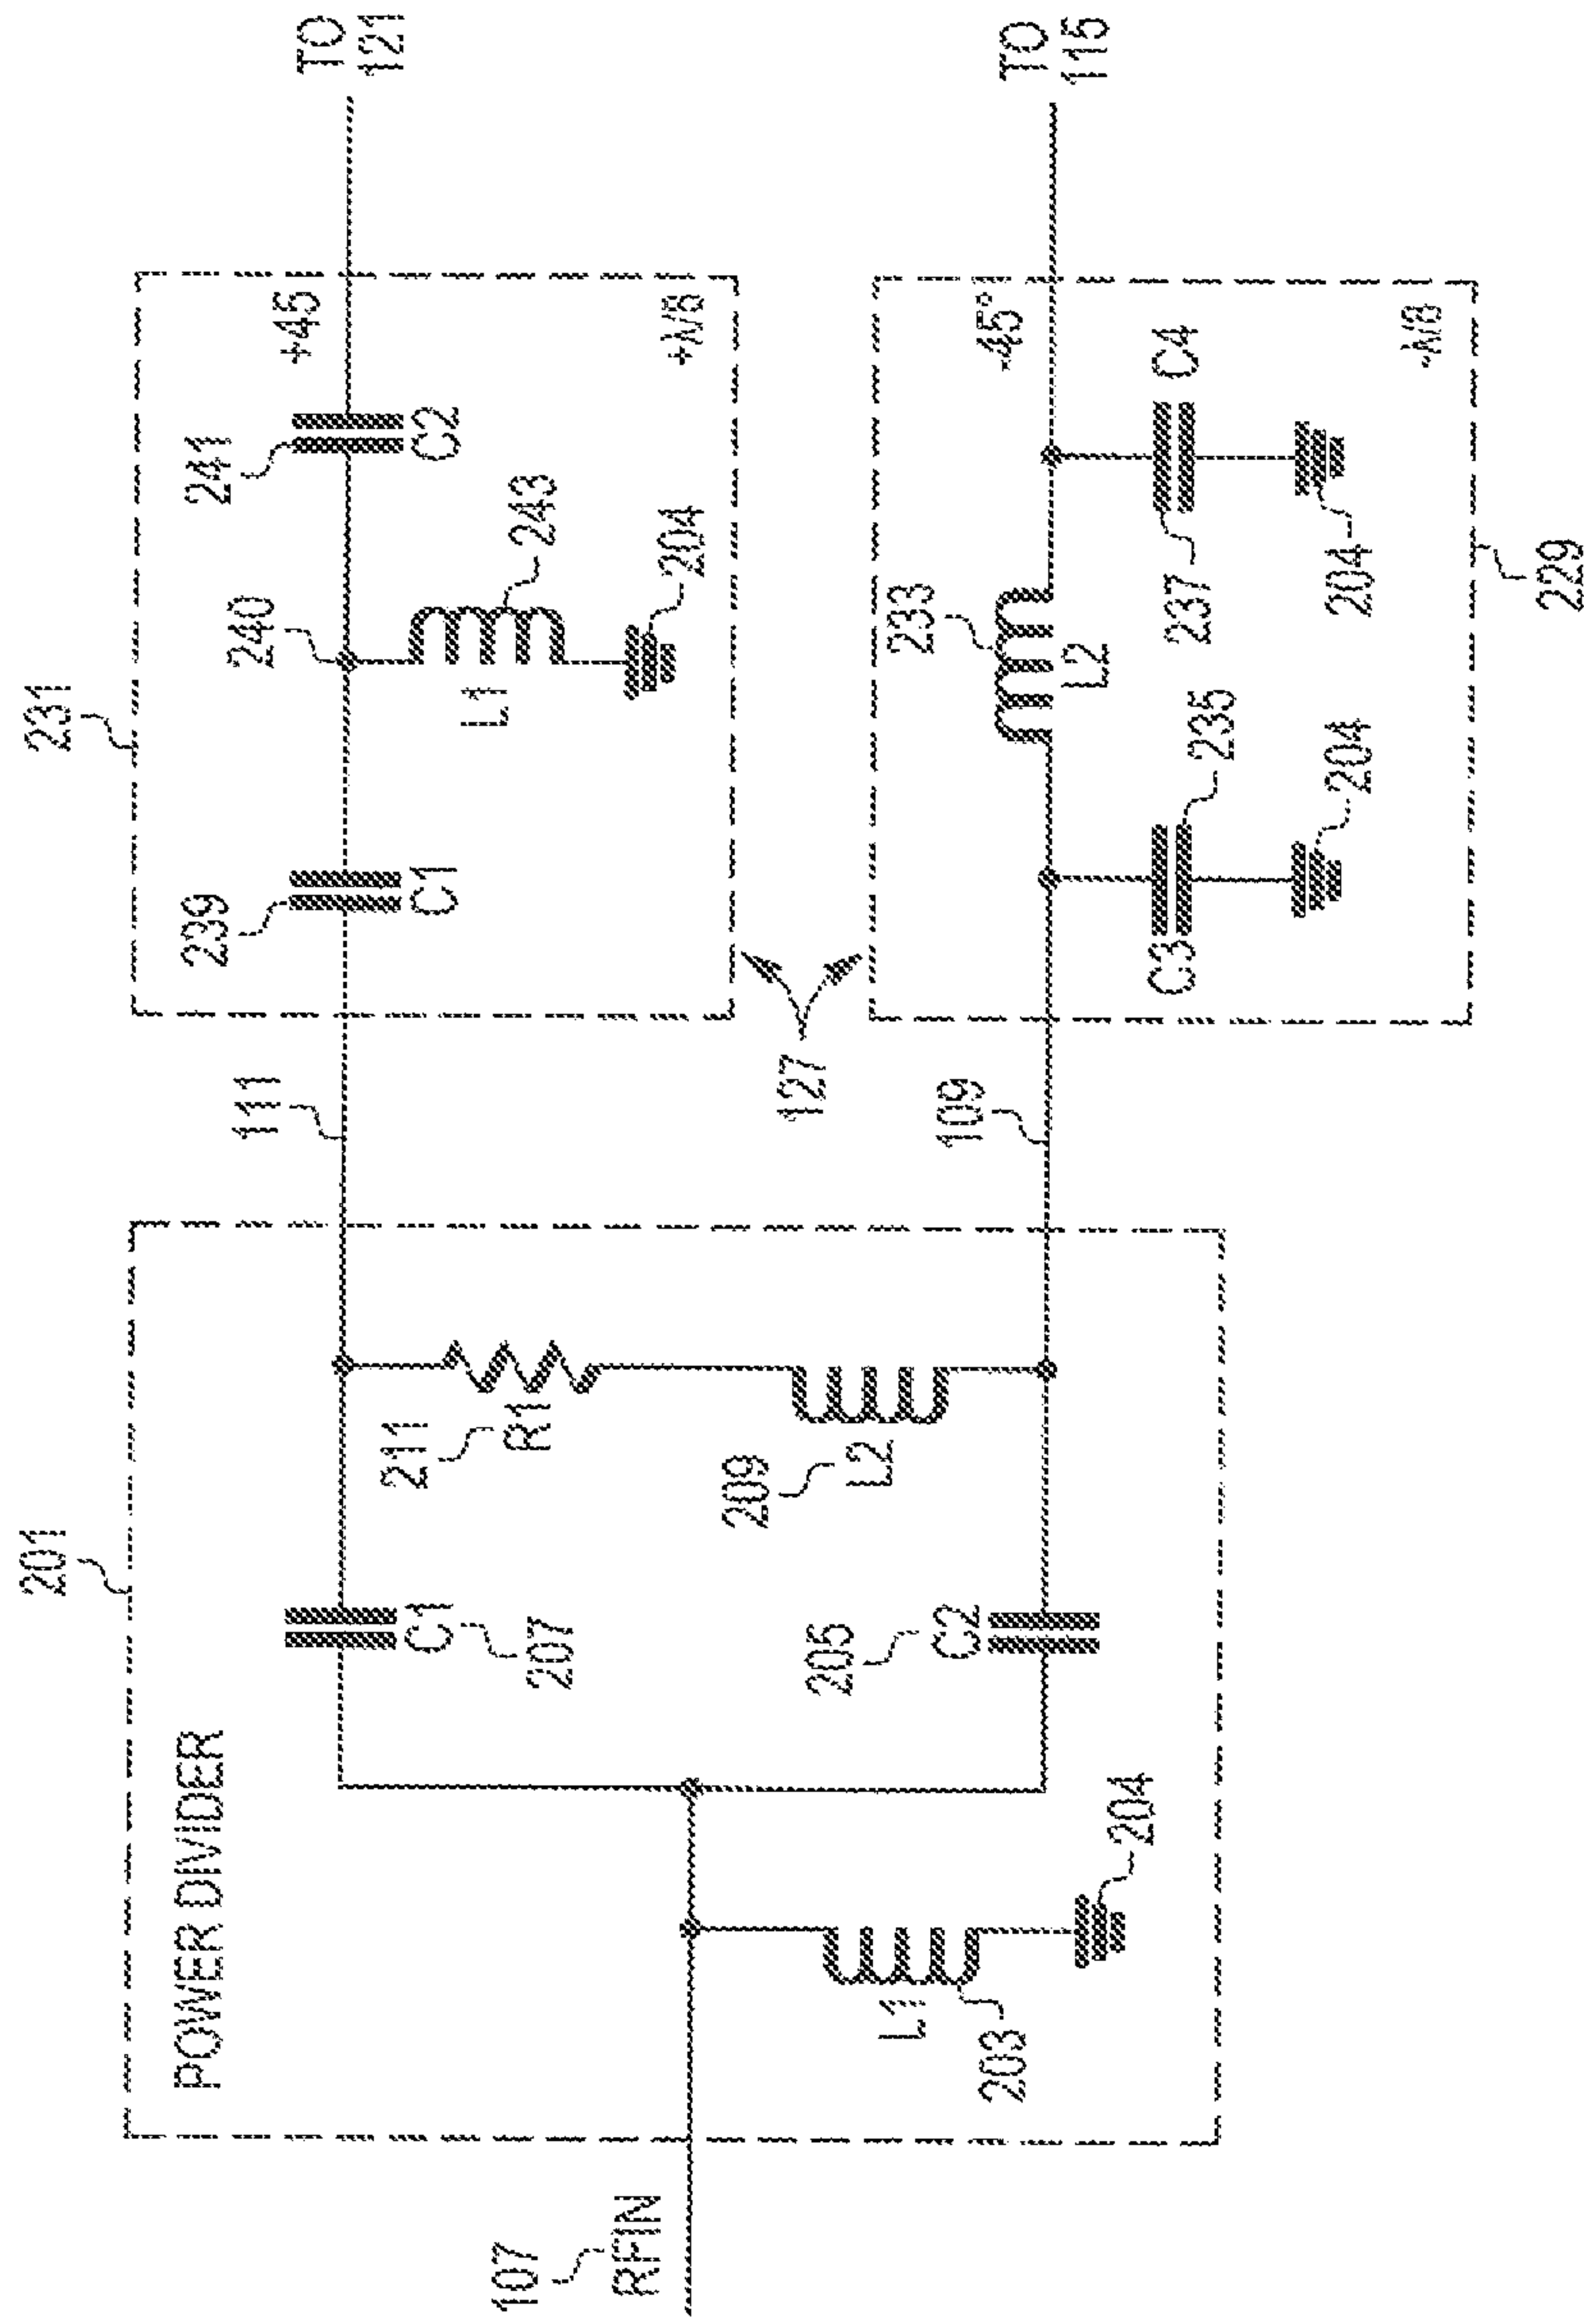 107
RFIN
201
POWER DIVIDER
L1
203
204
C1
207
205
C2
211
R1
209
L2
111
109
127
231
239
C1
240
241
C2
L1
243
204
+45
+λ/8
TO
121
C3
235
204
233
L2
237
C4
204
-45°
-λ/8
229
TO
115